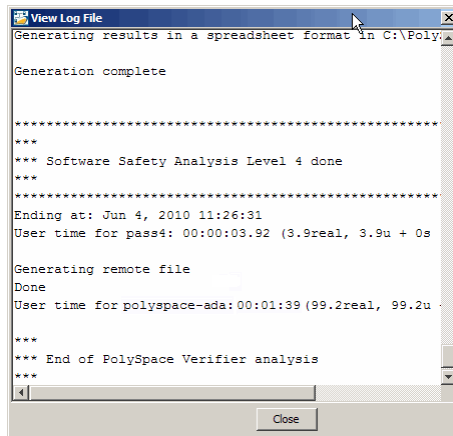 View Log File
Generating results in a spreadsheet format in C:\Poly
Generation complete
********************************************************
***
*** Software Safety Analysis Level 4 done
***
********************************************************
Ending at: Jun 4, 2010 11:26:31
User time for pass4: 00:00:03.92 (3.9real, 3.9u + 0s
Generating remote file
Done
User time for polyspace-ada: 00:01:39 (99.2real, 99.2u
***
*** End of PolySpace Verifier analysis
***
Close